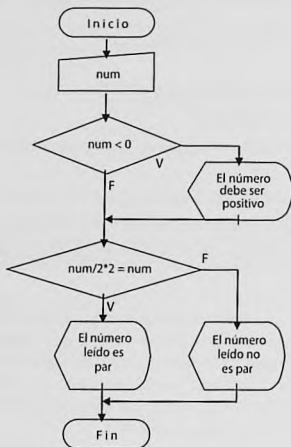 Inicio
num
num < 0
V
F
El número
debe ser
positivo
num/2*2 = num
F
V
El número
leído es
par
El número
leído no
es par
Fin